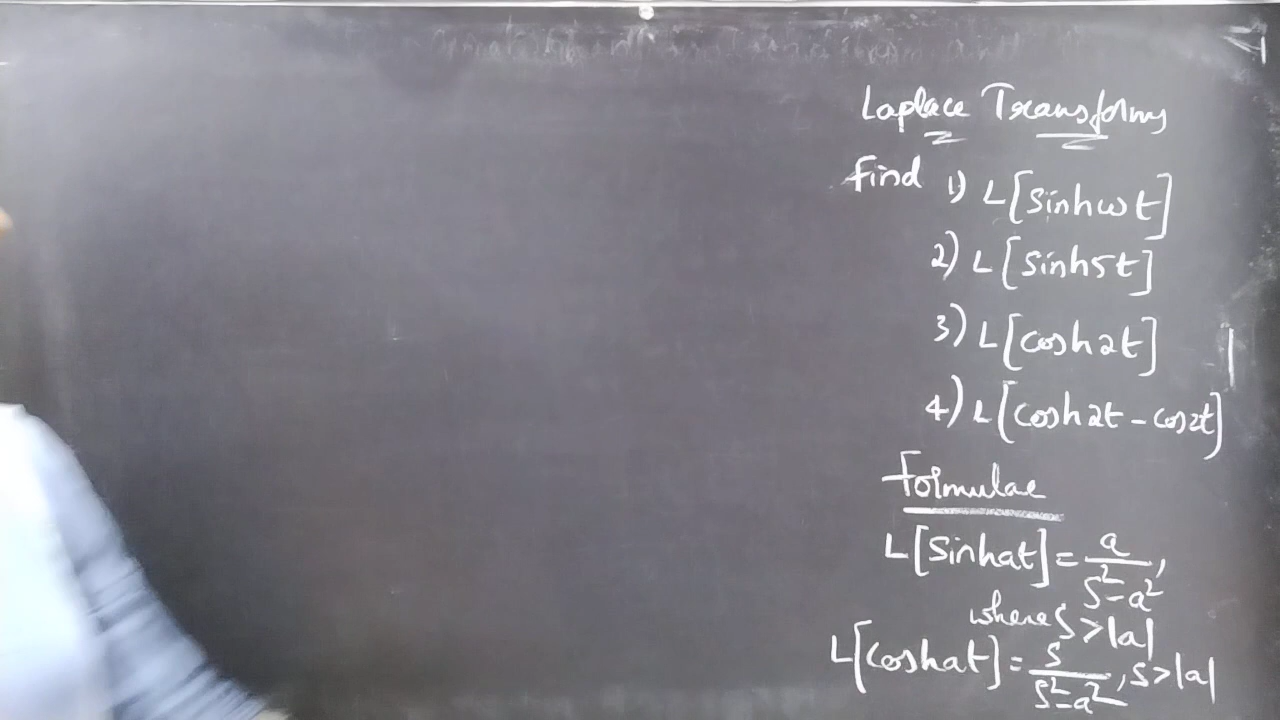 Laplace Transforms
Find 1) L[sinhωt]
2) L[sinh5t]
3) L[cosh2t]
4) L[cosh2t - cos2t]
Formulae
L[sinhat] = a/(s²-a²),
where s > |a|
L[coshat] = s/(s²-a²), s > |a|